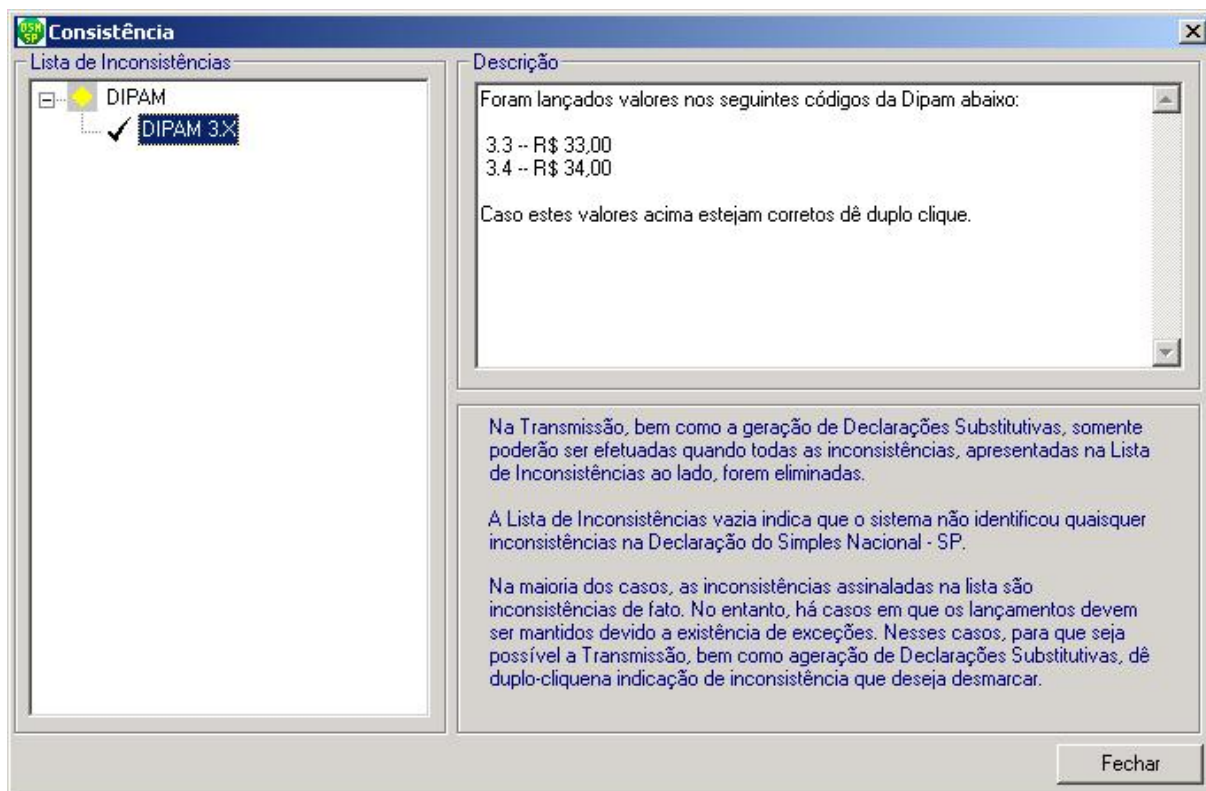 DSN
SP
Consistência
Lista de Inconsistências
DIPAM
DIPAM 3.X
Descrição
Foram lançados valores nos seguintes códigos da Dipam abaixo:
3.3 -- R$ 33,00
3.4 -- R$ 34,00
Caso estes valores acima estejam corretos dê duplo clique.
Na Transmissão, bem como a geração de Declarações Substitutivas, somente
poderão ser efetuadas quando todas as inconsistências, apresentadas na Lista
de Inconsistências ao lado, forem eliminadas.
A Lista de Inconsistências vazia indica que o sistema não identificou quaisquer
inconsistências na Declaração do Simples Nacional - SP.
Na maioria dos casos, as inconsistências assinaladas na lista são
inconsistências de fato. No entanto, há casos em que os lançamentos devem
ser mantidos devido a existência de exceções. Nesses casos, para que seja
possível a Transmissão, bem como ageração de Declarações Substitutivas, dê
duplo-cliquena indicação de inconsistência que deseja desmarcar.
Fechar